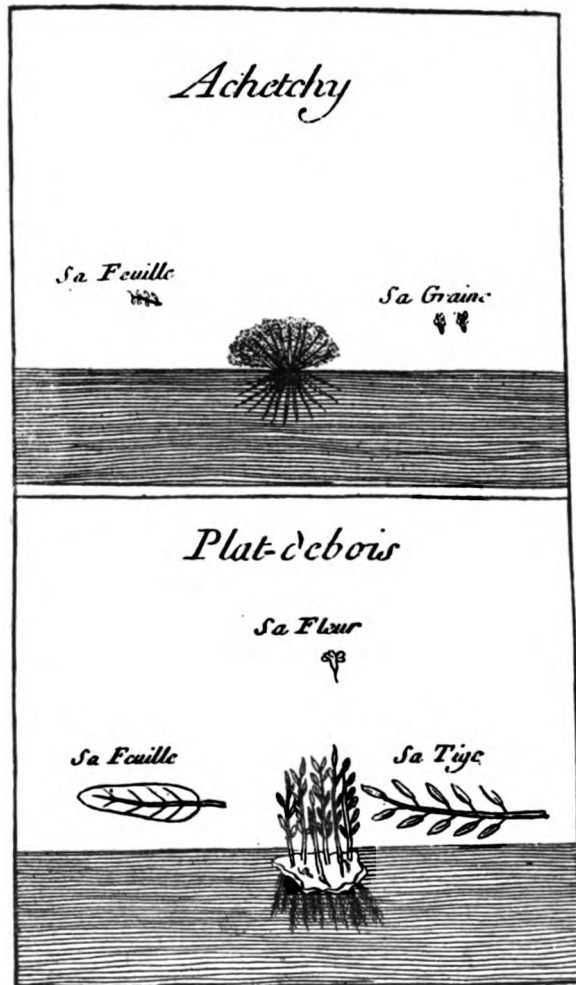 Achetchy
Sa Feuille
Sa Graine
Plat-debois
Sa Fleur
Sa Feuille
Sa Tige